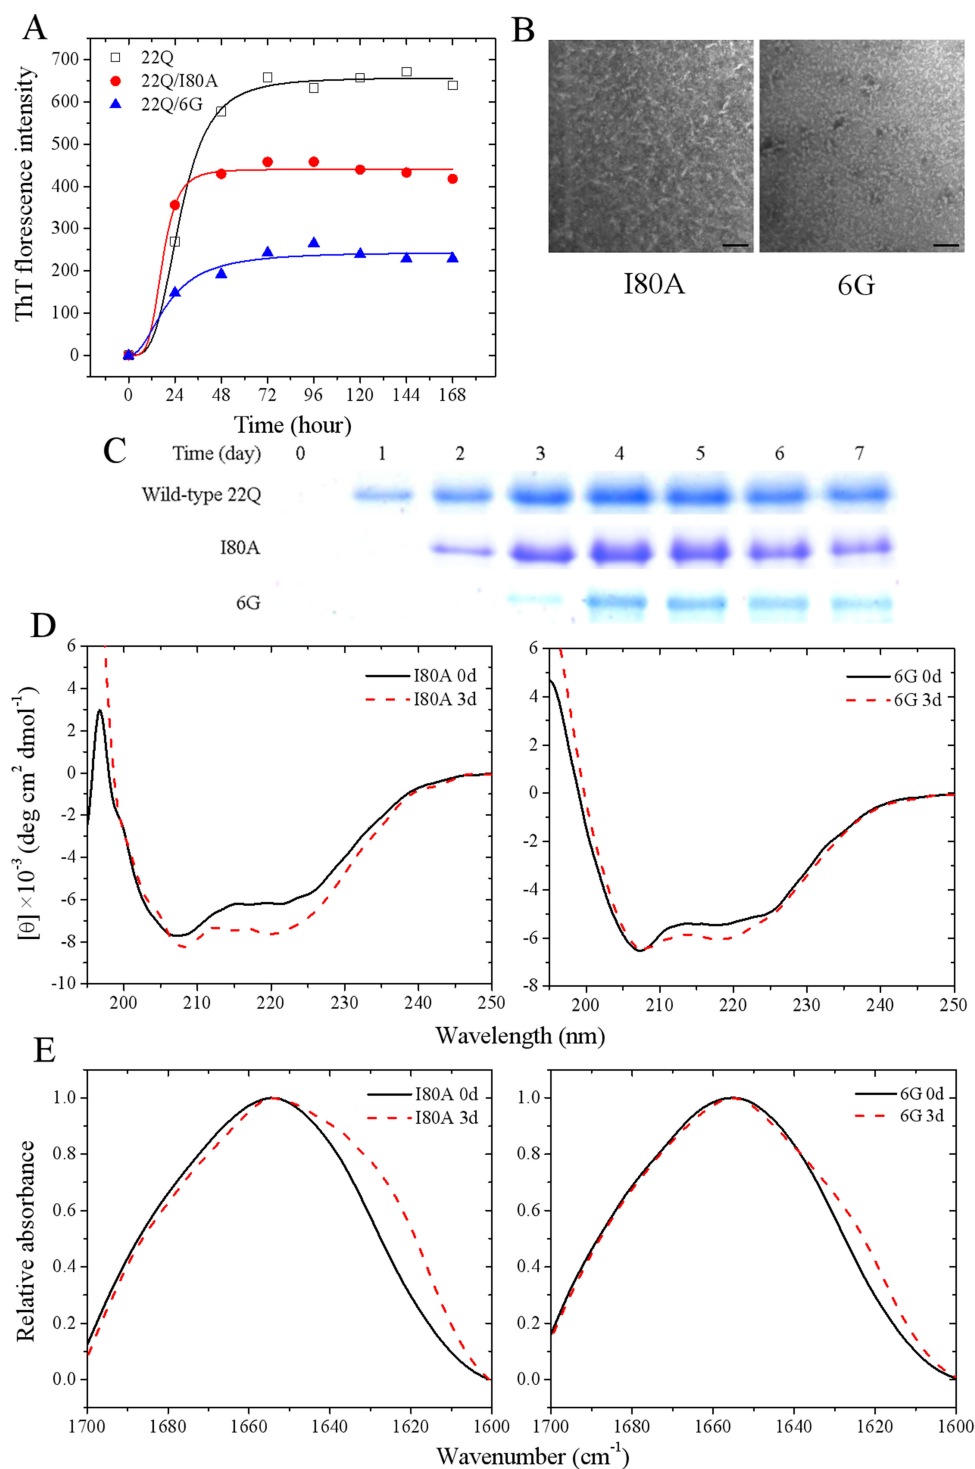 A
B
ThT florescence intensity
700
600
500
400
300
200
100
0
22Q
22Q/I80A
22Q/6G
0 24 48 72 96 120 144 168
Time (hour)
I80A 6G
C
Time (day) 0 1 2 3 4 5 6 7
Wild-type 22Q
I80A
6G
D
[θ] ×10⁻³ (deg cm² dmol⁻¹)
6
4
2
0
-2
-4
-6
-8
-10
I80A 0d
I80A 3d
200 210 220 230 240 250
6
4
2
0
-2
-4
-6
-8
6G 0d
6G 3d
200 210 220 230 240 250
Wavelength (nm)
E
Relative absorbance
1.0
0.8
0.6
0.4
0.2
0.0
I80A 0d
I80A 3d
1700 1680 1660 1640 1620 1600
1.0
0.8
0.6
0.4
0.2
0.0
6G 0d
6G 3d
1700 1680 1660 1640 1620 1600
Wavenumber (cm⁻¹)